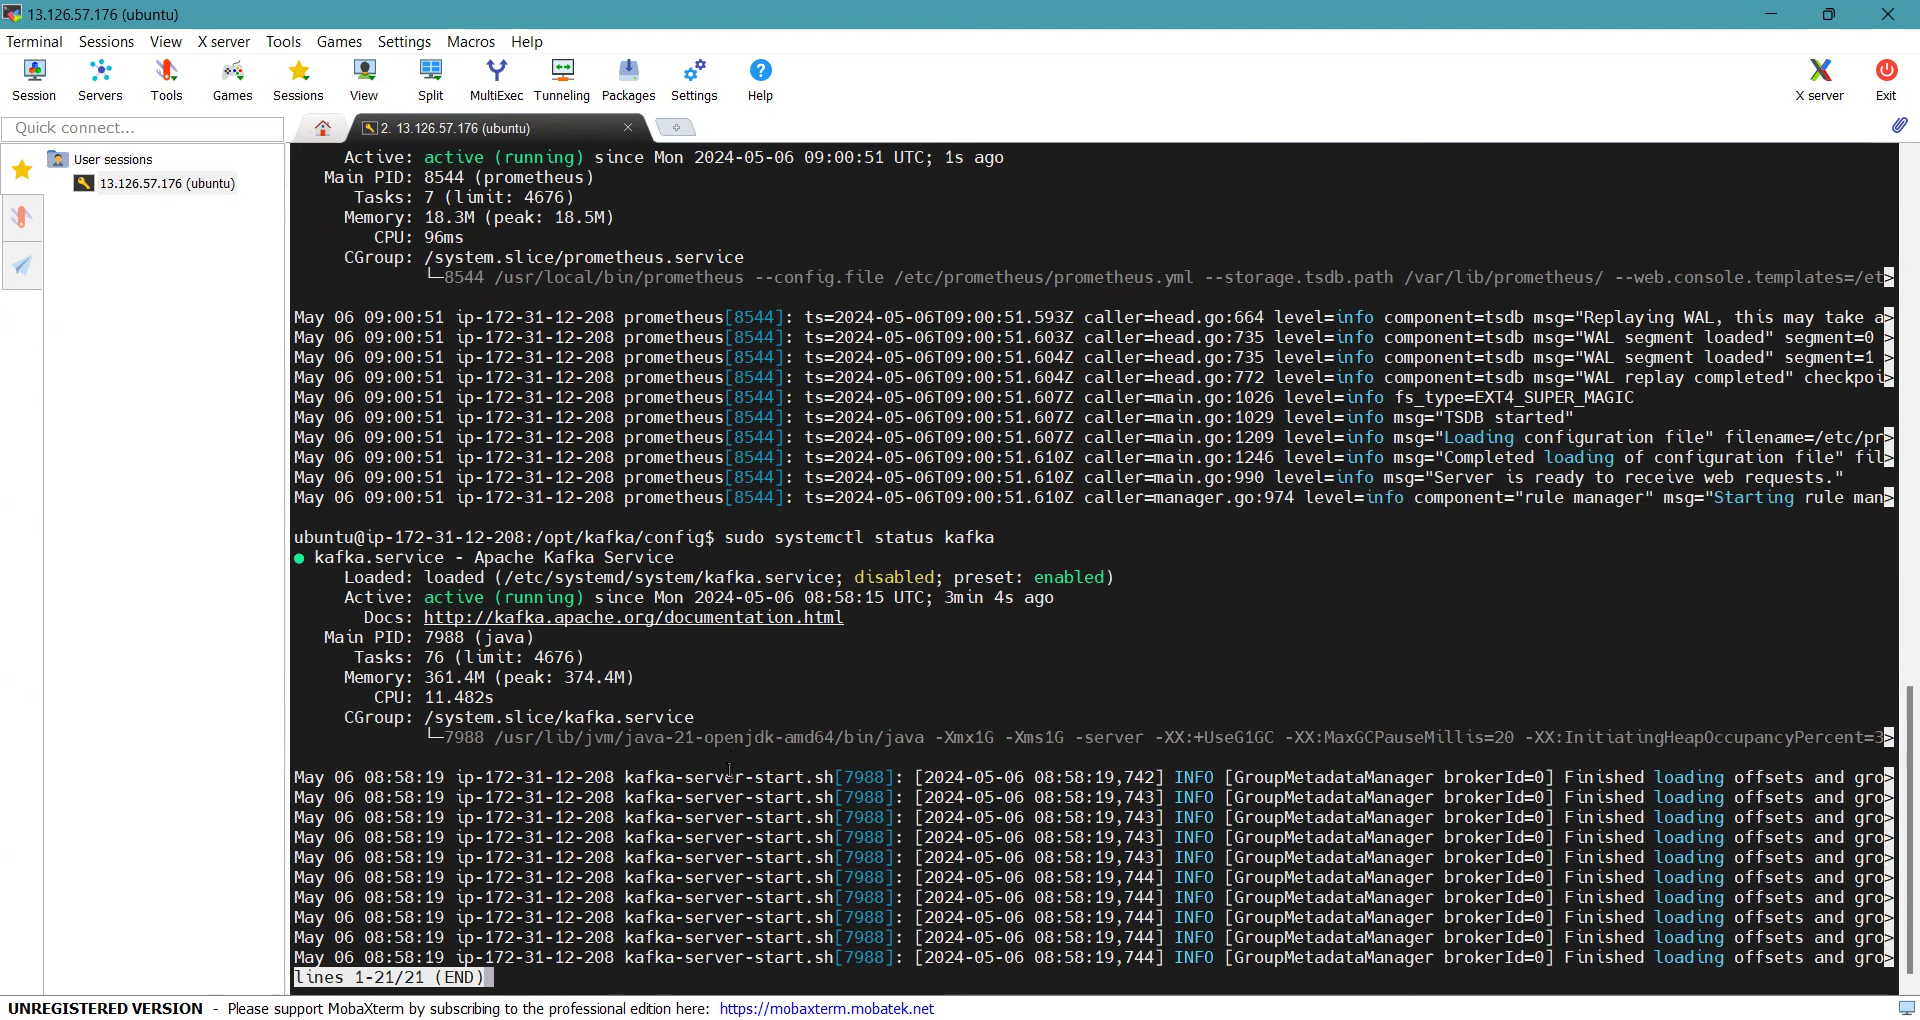 13.126.57.176 (ubuntu)
Terminal Sessions View X server Tools Games Settings Macros Help
Session Servers Tools Games Sessions View Split MultiExec Tunneling Packages Settings Help X server Exit
Quick connect...
2. 13.126.57.176 (ubuntu)
User sessions
13.126.57.176 (ubuntu)
Active: active (running) since Mon 2024-05-06 09:00:51 UTC; 1s ago
Main PID: 8544 (prometheus)
Tasks: 7 (limit: 4676)
Memory: 18.3M (peak: 18.5M)
CPU: 96ms
CGroup: /system.slice/prometheus.service
└─8544 /usr/local/bin/prometheus --config.file /etc/prometheus/prometheus.yml --storage.tsdb.path /var/lib/prometheus/ --web.console.templates=/et>
May 06 09:00:51 ip-172-31-12-208 prometheus[8544]: ts=2024-05-06T09:00:51.593Z caller=head.go:664 level=info component=tsdb msg="Replaying WAL, this may take a>
May 06 09:00:51 ip-172-31-12-208 prometheus[8544]: ts=2024-05-06T09:00:51.603Z caller=head.go:735 level=info component=tsdb msg="WAL segment loaded" segment=0 >
May 06 09:00:51 ip-172-31-12-208 prometheus[8544]: ts=2024-05-06T09:00:51.604Z caller=head.go:735 level=info component=tsdb msg="WAL segment loaded" segment=1 >
May 06 09:00:51 ip-172-31-12-208 prometheus[8544]: ts=2024-05-06T09:00:51.604Z caller=head.go:772 level=info component=tsdb msg="WAL replay completed" checkpoi>
May 06 09:00:51 ip-172-31-12-208 prometheus[8544]: ts=2024-05-06T09:00:51.607Z caller=main.go:1026 level=info fs_type=EXT4_SUPER_MAGIC
May 06 09:00:51 ip-172-31-12-208 prometheus[8544]: ts=2024-05-06T09:00:51.607Z caller=main.go:1029 level=info msg="TSDB started"
May 06 09:00:51 ip-172-31-12-208 prometheus[8544]: ts=2024-05-06T09:00:51.607Z caller=main.go:1209 level=info msg="Loading configuration file" filename=/etc/pr>
May 06 09:00:51 ip-172-31-12-208 prometheus[8544]: ts=2024-05-06T09:00:51.610Z caller=main.go:1246 level=info msg="Completed loading of configuration file" fil>
May 06 09:00:51 ip-172-31-12-208 prometheus[8544]: ts=2024-05-06T09:00:51.610Z caller=main.go:990 level=info msg="Server is ready to receive web requests."
May 06 09:00:51 ip-172-31-12-208 prometheus[8544]: ts=2024-05-06T09:00:51.610Z caller=manager.go:974 level=info component="rule manager" msg="Starting rule man>
ubuntu@ip-172-31-12-208:/opt/kafka/config$ sudo systemctl status kafka
● kafka.service - Apache Kafka Service
Loaded: loaded (/etc/systemd/system/kafka.service; disabled; preset: enabled)
Active: active (running) since Mon 2024-05-06 08:58:15 UTC; 3min 4s ago
Docs: http://kafka.apache.org/documentation.html
Main PID: 7988 (java)
Tasks: 76 (limit: 4676)
Memory: 361.4M (peak: 374.4M)
CPU: 11.482s
CGroup: /system.slice/kafka.service
└─7988 /usr/lib/jvm/java-21-openjdk-amd64/bin/java -Xmx1G -Xms1G -server -XX:+UseG1GC -XX:MaxGCPauseMillis=20 -XX:InitiatingHeapOccupancyPercent=3>
May 06 08:58:19 ip-172-31-12-208 kafka-server-start.sh[7988]: [2024-05-06 08:58:19,742] INFO [GroupMetadataManager brokerId=0] Finished loading offsets and gro>
May 06 08:58:19 ip-172-31-12-208 kafka-server-start.sh[7988]: [2024-05-06 08:58:19,743] INFO [GroupMetadataManager brokerId=0] Finished loading offsets and gro>
May 06 08:58:19 ip-172-31-12-208 kafka-server-start.sh[7988]: [2024-05-06 08:58:19,743] INFO [GroupMetadataManager brokerId=0] Finished loading offsets and gro>
May 06 08:58:19 ip-172-31-12-208 kafka-server-start.sh[7988]: [2024-05-06 08:58:19,743] INFO [GroupMetadataManager brokerId=0] Finished loading offsets and gro>
May 06 08:58:19 ip-172-31-12-208 kafka-server-start.sh[7988]: [2024-05-06 08:58:19,743] INFO [GroupMetadataManager brokerId=0] Finished loading offsets and gro>
May 06 08:58:19 ip-172-31-12-208 kafka-server-start.sh[7988]: [2024-05-06 08:58:19,744] INFO [GroupMetadataManager brokerId=0] Finished loading offsets and gro>
May 06 08:58:19 ip-172-31-12-208 kafka-server-start.sh[7988]: [2024-05-06 08:58:19,744] INFO [GroupMetadataManager brokerId=0] Finished loading offsets and gro>
May 06 08:58:19 ip-172-31-12-208 kafka-server-start.sh[7988]: [2024-05-06 08:58:19,744] INFO [GroupMetadataManager brokerId=0] Finished loading offsets and gro>
May 06 08:58:19 ip-172-31-12-208 kafka-server-start.sh[7988]: [2024-05-06 08:58:19,744] INFO [GroupMetadataManager brokerId=0] Finished loading offsets and gro>
May 06 08:58:19 ip-172-31-12-208 kafka-server-start.sh[7988]: [2024-05-06 08:58:19,744] INFO [GroupMetadataManager brokerId=0] Finished loading offsets and gro>
lines 1-21/21 (END)
UNREGISTERED VERSION - Please support MobaXterm by subscribing to the professional edition here: https://mobaxterm.mobatek.net